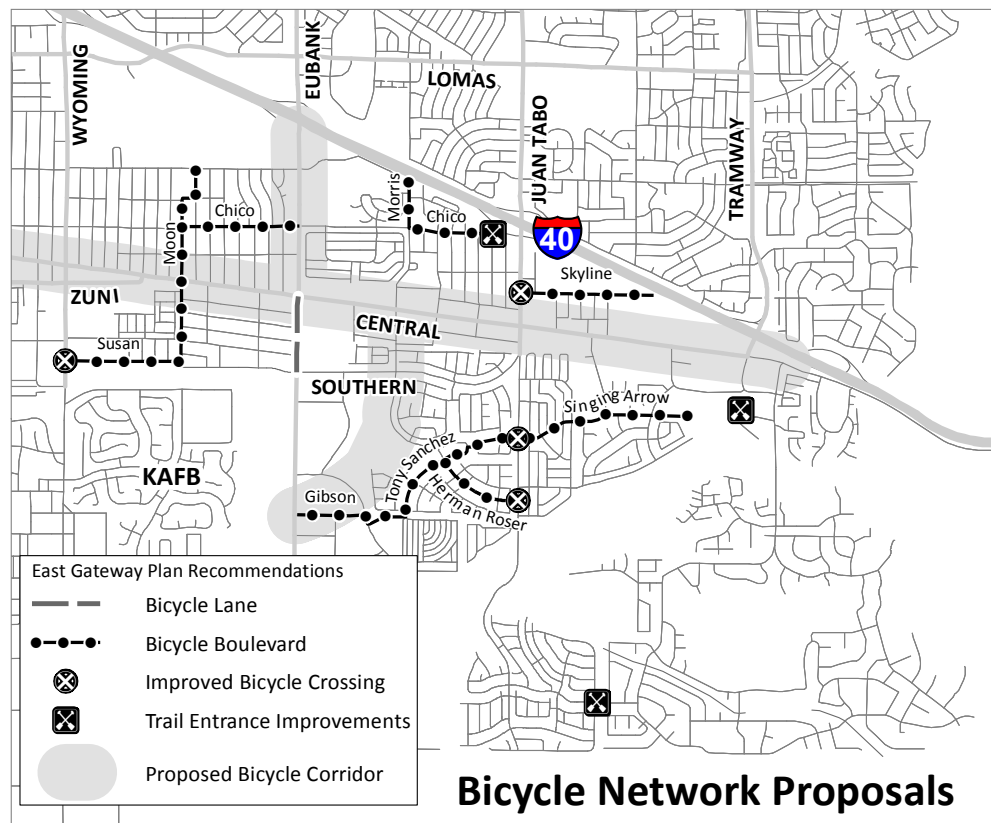 WYOMING
EUBANK
LOMAS
JUAN TABO
TRAMWAY
Morris
Chico
Chico
Moon
40
Skyline
ZUNI
CENTRAL
Susan
SOUTHERN
Singing Arrow
Tony Sanchez
KAFB
Herman Roser
Gibson
East Gateway Plan Recommendations
Bicycle Lane
Bicycle Boulevard
Improved Bicycle Crossing
Trail Entrance Improvements
Proposed Bicycle Corridor
Bicycle Network Proposals